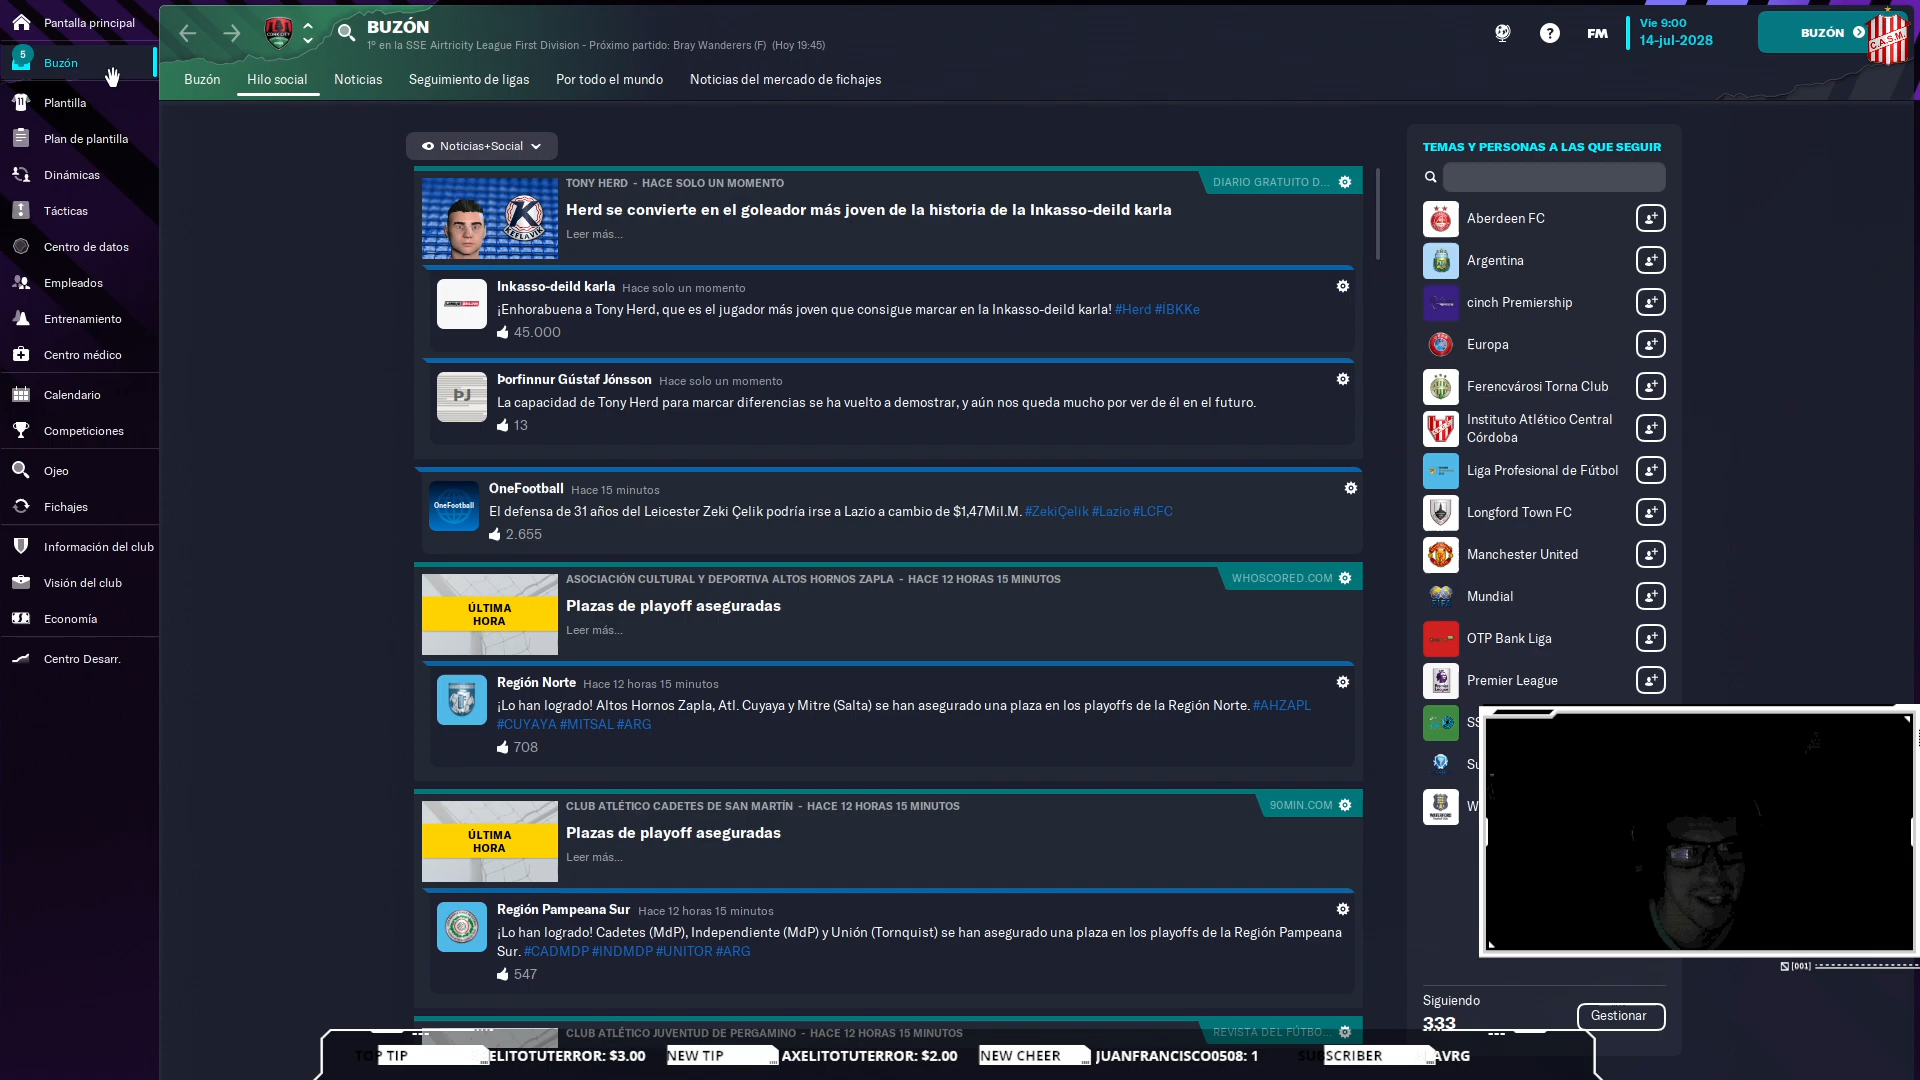 Pantalla principal
5
Buzón
Plantilla
Plan de plantilla
Dinámicas
Tácticas
Centro de datos
Empleados
Entrenamiento
Centro médico
Calendario
Competiciones
Ojeo
Fichajes
Información del club
Visión del club
Economía
Centro Desarr.
BUZÓN
1º en la SSE Airtricity League First Division - Próximo partido: Bray Wanderers (F) (Hoy 19:45)
FM
Vie 9:00
14-jul-2028
BUZÓN
C.A.S.M.
Buzón
Hilo social
Noticias
Seguimiento de ligas
Por todo el mundo
Noticias del mercado de fichajes
Noticias+Social
TONY HERD - HACE SOLO UN MOMENTO
DIARIO GRATUITO D...
Herd se convierte en el goleador más joven de la historia de la Inkasso-deild karla
Leer más...
KEFLAVÍK
Inkasso-deild karla Hace solo un momento
¡Enhorabuena a Tony Herd, que es el jugador más joven que consigue marcar en la Inkasso-deild karla! #Herd #ÍBKKe
45.000
ÞJ
Þorfinnur Gústaf Jónsson Hace solo un momento
La capacidad de Tony Herd para marcar diferencias se ha vuelto a demostrar, y aún nos queda mucho por ver de él en el futuro.
13
OneFootball
OneFootball Hace 15 minutos
El defensa de 31 años del Leicester Zeki Çelik podría irse a Lazio a cambio de $1,47Mil.M. #ZekiÇelik #Lazio #LCFC
2.655
ASOCIACIÓN CULTURAL Y DEPORTIVA ALTOS HORNOS ZAPLA - HACE 12 HORAS 15 MINUTOS
WHOSCORED.COM
ÚLTIMA
HORA
Plazas de playoff aseguradas
Leer más...
Región Norte Hace 12 horas 15 minutos
¡Lo han logrado! Altos Hornos Zapla, Atl. Cuyaya y Mitre (Salta) se han asegurado una plaza en los playoffs de la Región Norte. #AHZAPL
#CUYAYA #MITSAL #ARG
708
CLUB ATLÉTICO CADETES DE SAN MARTÍN - HACE 12 HORAS 15 MINUTOS
90MIN.COM
ÚLTIMA
HORA
Plazas de playoff aseguradas
Leer más...
Región Pampeana Sur Hace 12 horas 15 minutos
¡Lo han logrado! Cadetes (MdP), Independiente (MdP) y Unión (Tornquist) se han asegurado una plaza en los playoffs de la Región Pampeana
Sur. #CADMDP #INDMDP #UNITOR #ARG
547
CLUB ATLÉTICO JUVENTUD DE PERGAMINO - HACE 12 HORAS 15 MINUTOS
REVISTA DEL FÚTBO...
TEMAS Y PERSONAS A LAS QUE SEGUIR
Aberdeen FC
Argentina
cinch Premiership
Europa
Ferencvárosi Torna Club
Instituto Atlético Central
Córdoba
Liga Profesional de Fútbol
Longford Town FC
Manchester United
Mundial
OTP Bank Liga
Premier League
SS
Su
W
[001]
Siguiendo
333
Gestionar
TOP TIP
ELITOTUTERROR: $3.00
NEW TIP
AXELITOTUTERROR: $2.00
NEW CHEER
JUANFRANCISCO0508: 1
SUBSCRIBER
AVRG